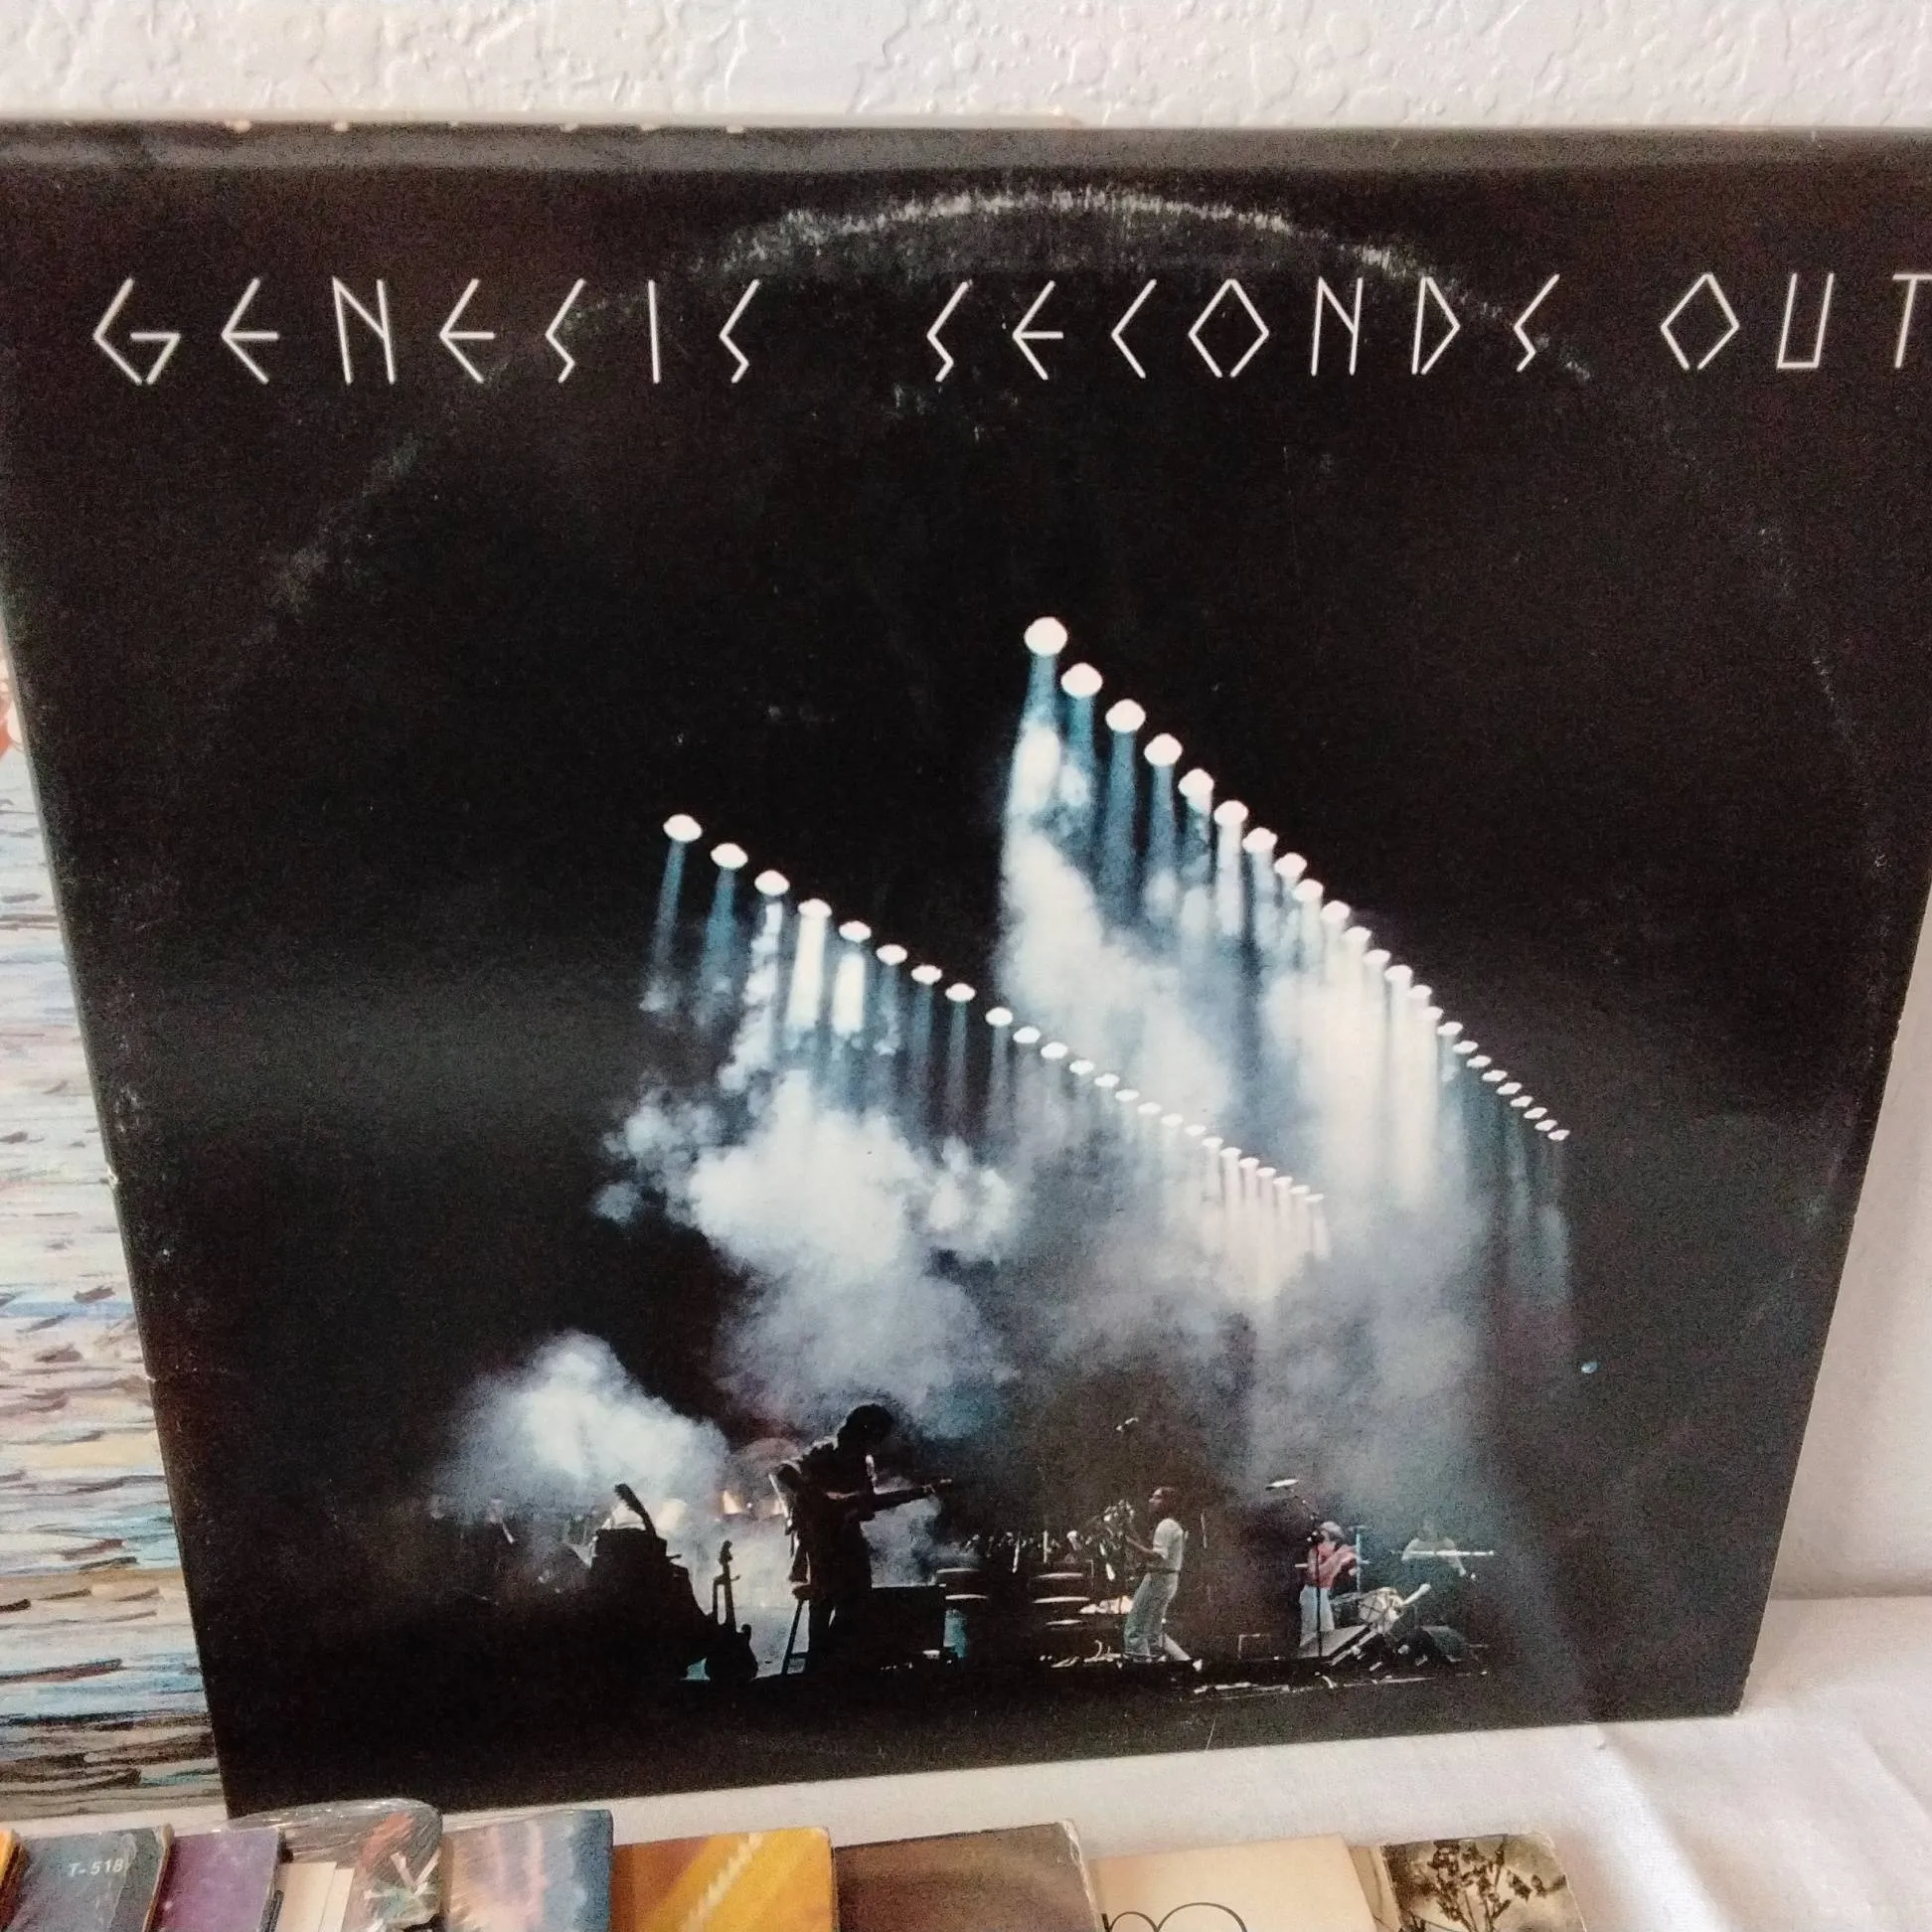 GENESIS SECONDS OUT
T-518